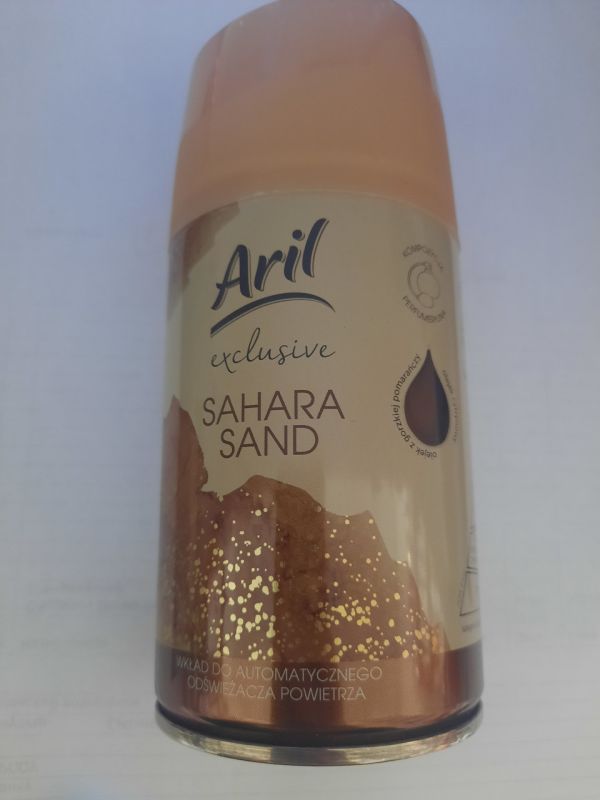 Aril
exclusive
SAHARA
SAND
KOMPOZYCJA
PERFUMERYJNA
olejek z gorzkiej pomarańczy
WKŁAD DO AUTOMATYCZNEGO
ODŚWIEŻACZA POWIETRZA